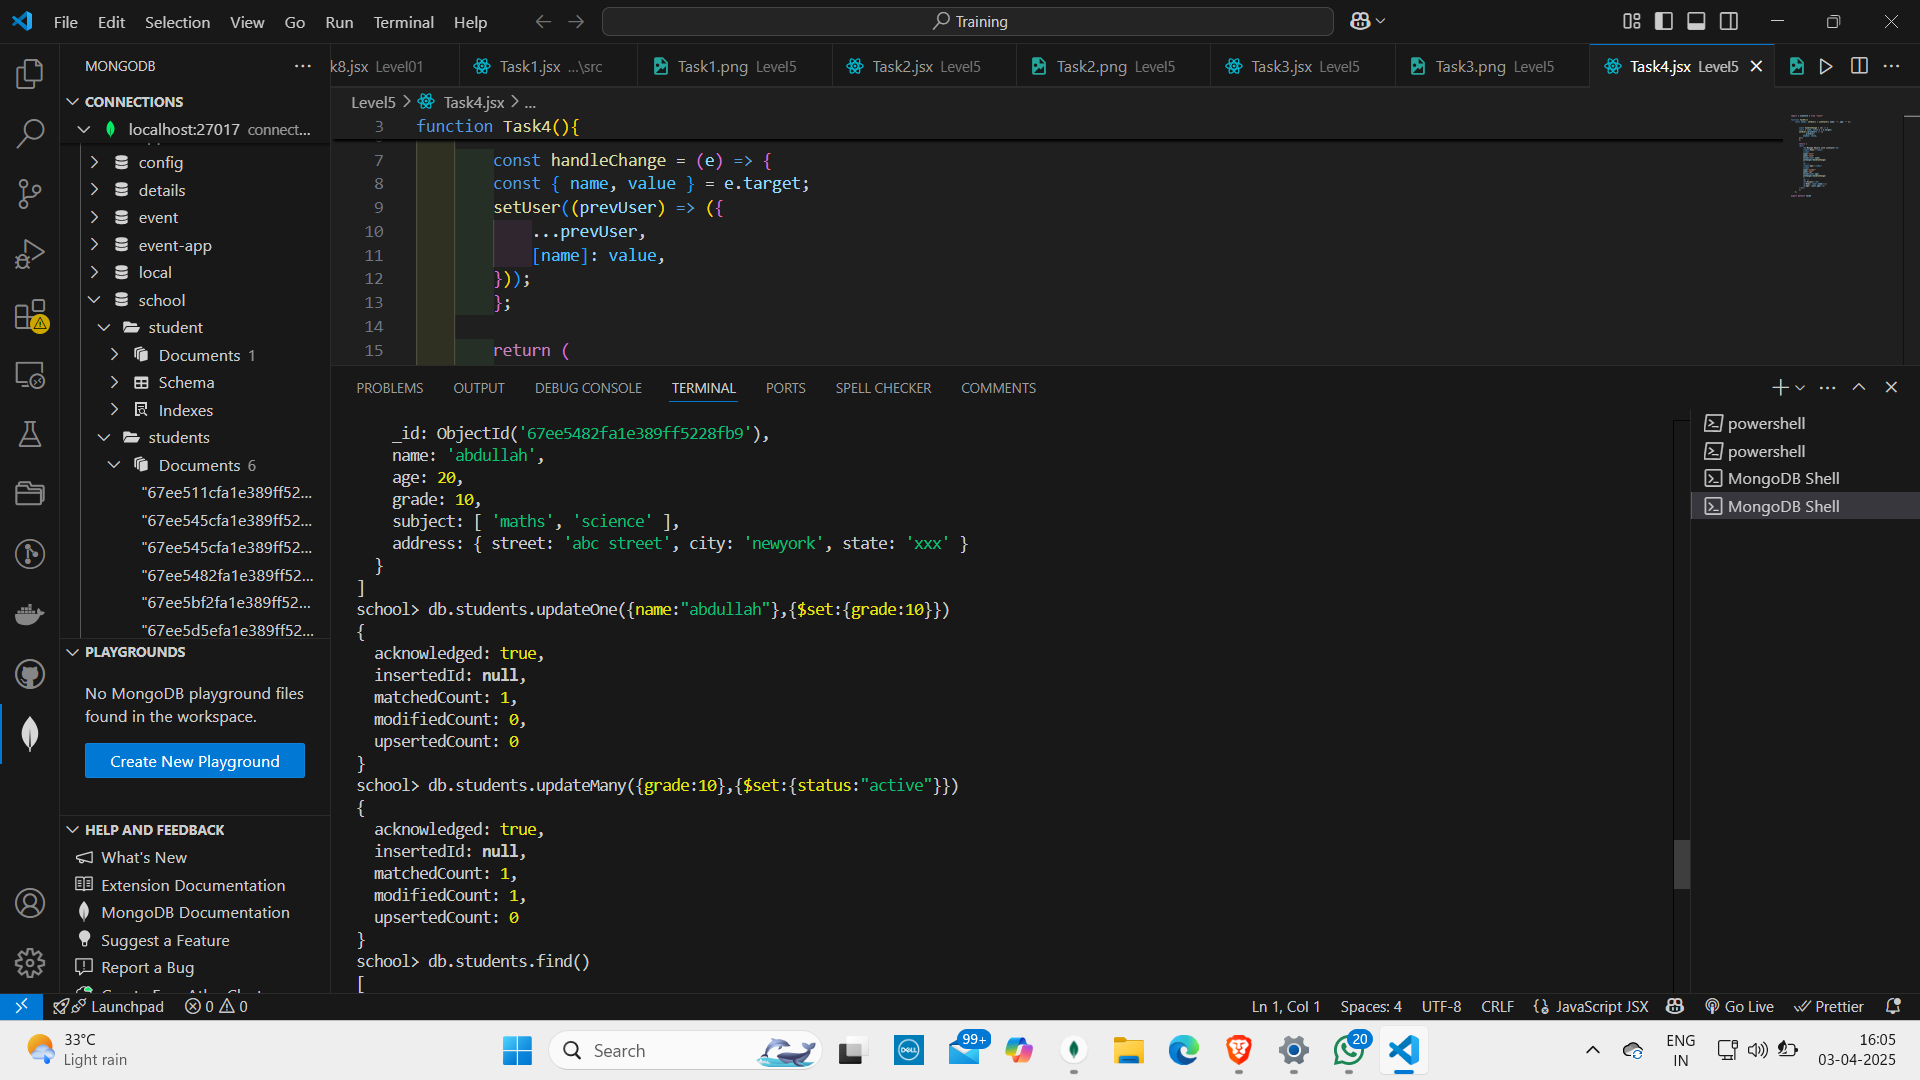 File Edit Selection View Go Run Terminal Help
Training
MONGODB
k8.jsx Level01
Task1.jsx ...\src
Task1.png Level5
Task2.jsx Level5
Task2.png Level5
Task3.jsx Level5
Task3.png Level5
Task4.jsx Level5
CONNECTIONS
localhost:27017 connect...
config
details
event
event-app
local
school
student
Documents 1
Schema
Indexes
students
Documents 6
"67ee511cfa1e389ff52...
"67ee545cfa1e389ff52...
"67ee545cfa1e389ff52...
"67ee5482fa1e389ff52...
"67ee5bf2fa1e389ff52...
"67ee5d5efa1e389ff52...
PLAYGROUNDS
No MongoDB playground files
found in the workspace.
Create New Playground
HELP AND FEEDBACK
What's New
Extension Documentation
MongoDB Documentation
Suggest a Feature
Report a Bug
Level5 > Task4.jsx > ...
3 function Task4(){
7 const handleChange = (e) => {
8 const { name, value } = e.target;
9 setUser((prevUser) => ({
10 ...prevUser,
11 [name]: value,
12 }));
13 };
14
15 return (
PROBLEMS OUTPUT DEBUG CONSOLE TERMINAL PORTS SPELL CHECKER COMMENTS
_id: ObjectId('67ee5482fa1e389ff5228fb9'),
name: 'abdullah',
age: 20,
grade: 10,
subject: [ 'maths', 'science' ],
address: { street: 'abc street', city: 'newyork', state: 'xxx' }
}
]
school> db.students.updateOne({name:"abdullah"},{$set:{grade:10}})
{
acknowledged: true,
insertedId: null,
matchedCount: 1,
modifiedCount: 0,
upsertedCount: 0
}
school> db.students.updateMany({grade:10},{$set:{status:"active"}})
{
acknowledged: true,
insertedId: null,
matchedCount: 1,
modifiedCount: 1,
upsertedCount: 0
}
school> db.students.find()
[
powershell
powershell
MongoDB Shell
MongoDB Shell
Launchpad 0 0
Ln 1, Col 1 Spaces: 4 UTF-8 CRLF JavaScript JSX Go Live Prettier
33°C
Light rain
Search
DELL
99+
20
ENG
IN
16:05
03-04-2025